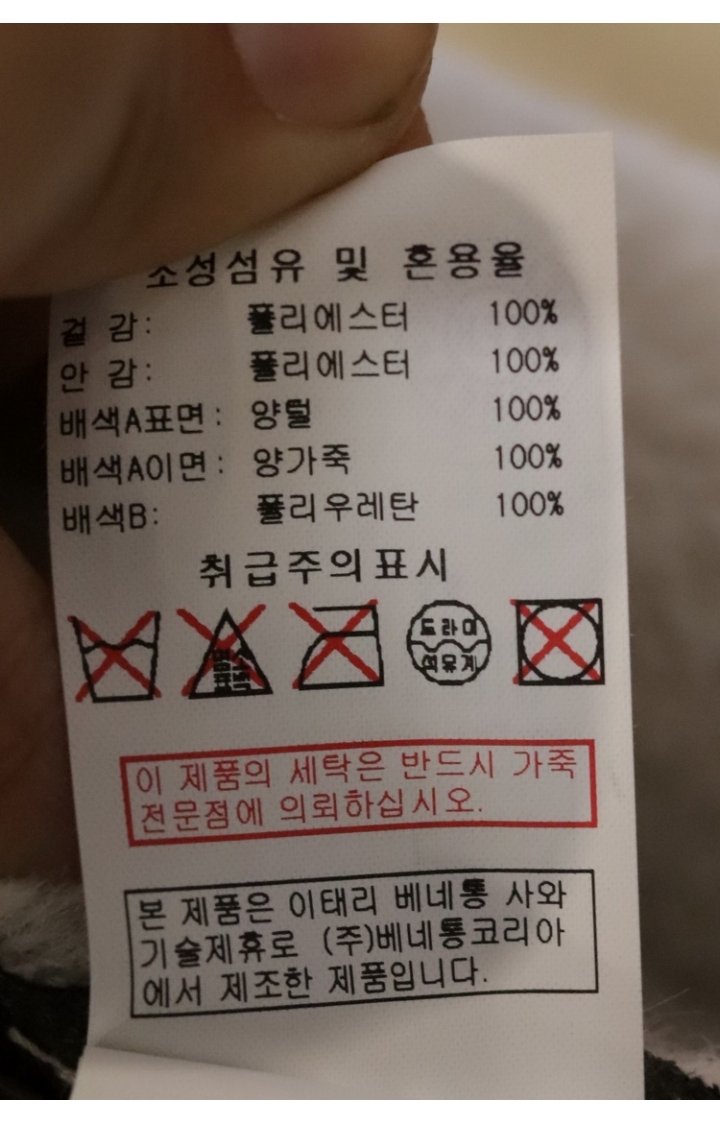 조성섬유 및 혼용율
겉 감: 폴리에스터 100%
안 감: 폴리에스터 100%
배색A표면: 양털 100%
배색A이면: 양가죽 100%
배색B: 폴리우레탄 100%
취급주의표시
드라이
석유계
이 제품의 세탁은 반드시 가죽
전문점에 의뢰하십시오.
본 제품은 이태리 베네통 사와
기술제휴로 (주)베네통코리아
에서 제조한 제품입니다.